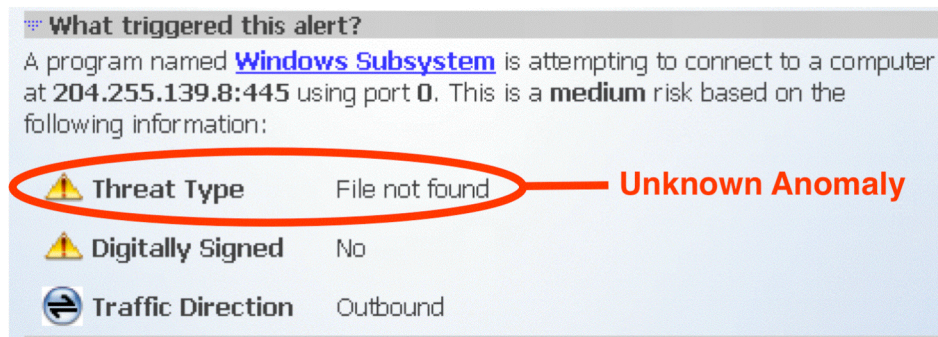 What triggered this alert?
A program named Windows Subsystem is attempting to connect to a computer
at 204.255.139.8:445 using port 0. This is a medium risk based on the
following information:
Threat Type File not found Unknown Anomaly
Digitally Signed No
Traffic Direction Outbound